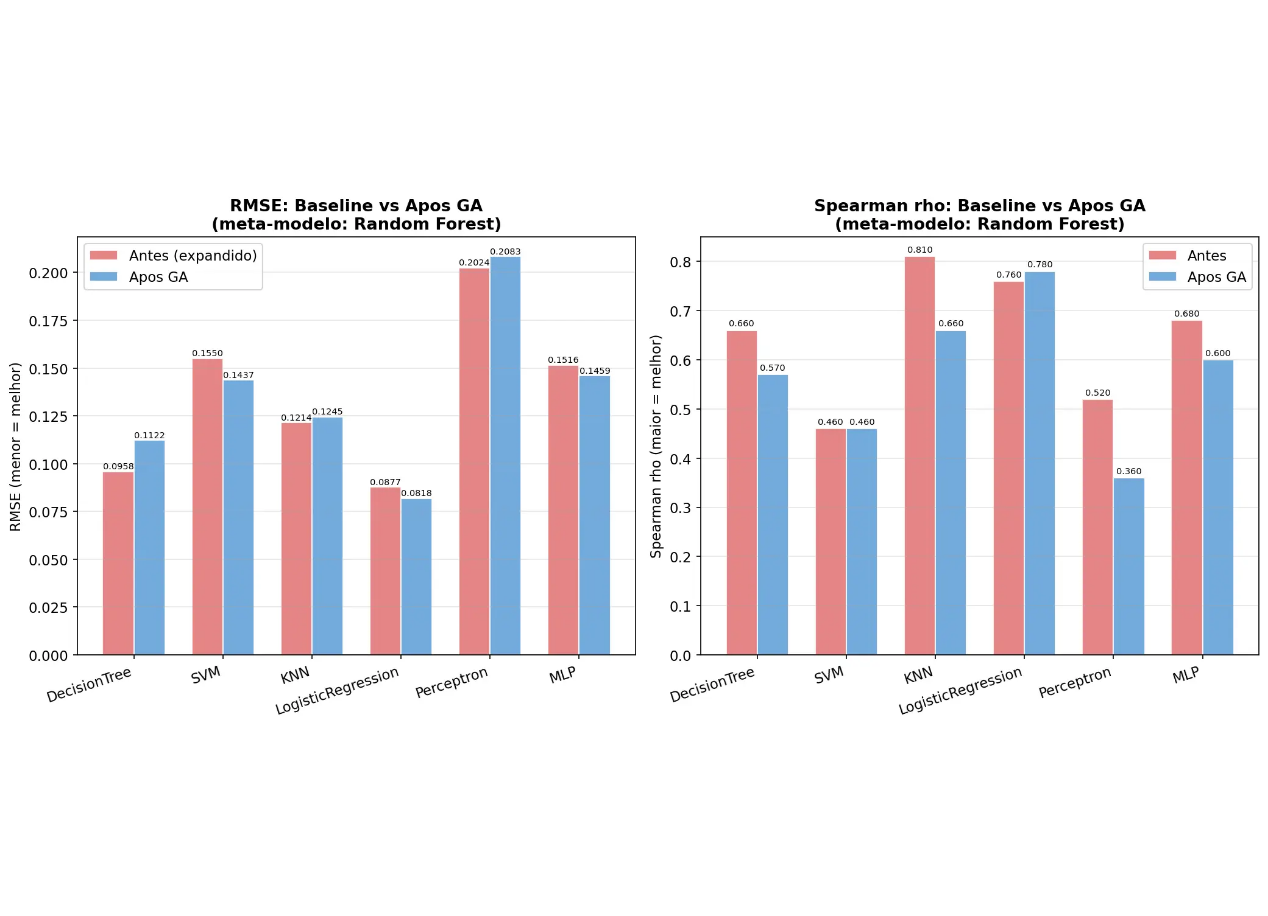 RMSE: Baseline vs Apos GA
(meta-modelo: Random Forest)
Antes (expandido)
Apos GA
RMSE (menor = melhor)
0.200
0.175
0.150
0.125
0.100
0.075
0.050
0.025
0.000
0.0958
0.1122
0.1550
0.1437
0.1214
0.1245
0.0877
0.0818
0.2024
0.2083
0.1516
0.1459
DecisionTree
SVM
KNN
LogisticRegression
Perceptron
MLP
Spearman rho: Baseline vs Apos GA
(meta-modelo: Random Forest)
Antes
Apos GA
Spearman rho (maior = melhor)
0.8
0.7
0.6
0.5
0.4
0.3
0.2
0.1
0.0
0.660
0.570
0.460
0.460
0.810
0.660
0.760
0.780
0.520
0.360
0.680
0.600
DecisionTree
SVM
KNN
LogisticRegression
Perceptron
MLP